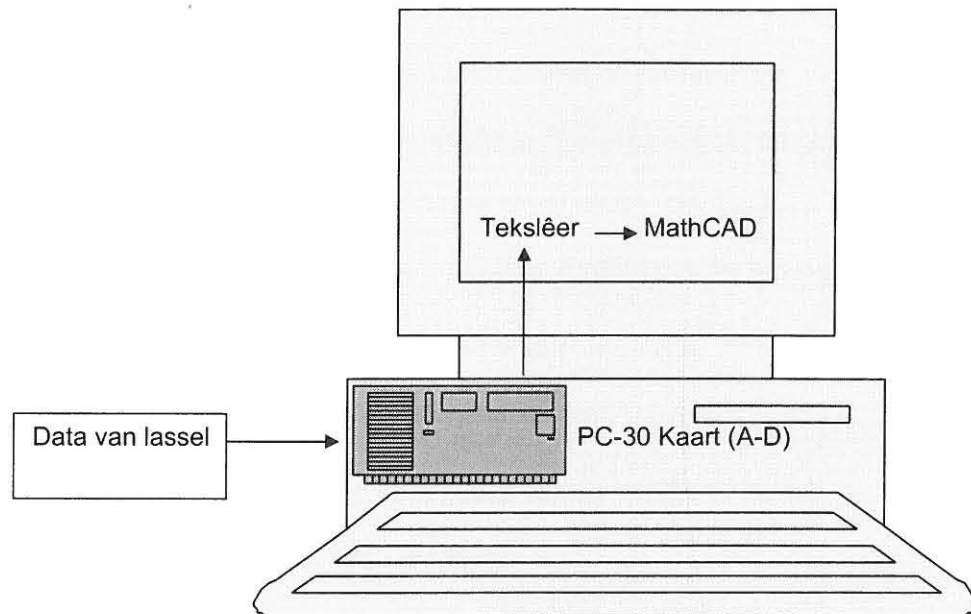 Tekslêer → MathCAD
Data van lassel
PC-30 Kaart (A-D)